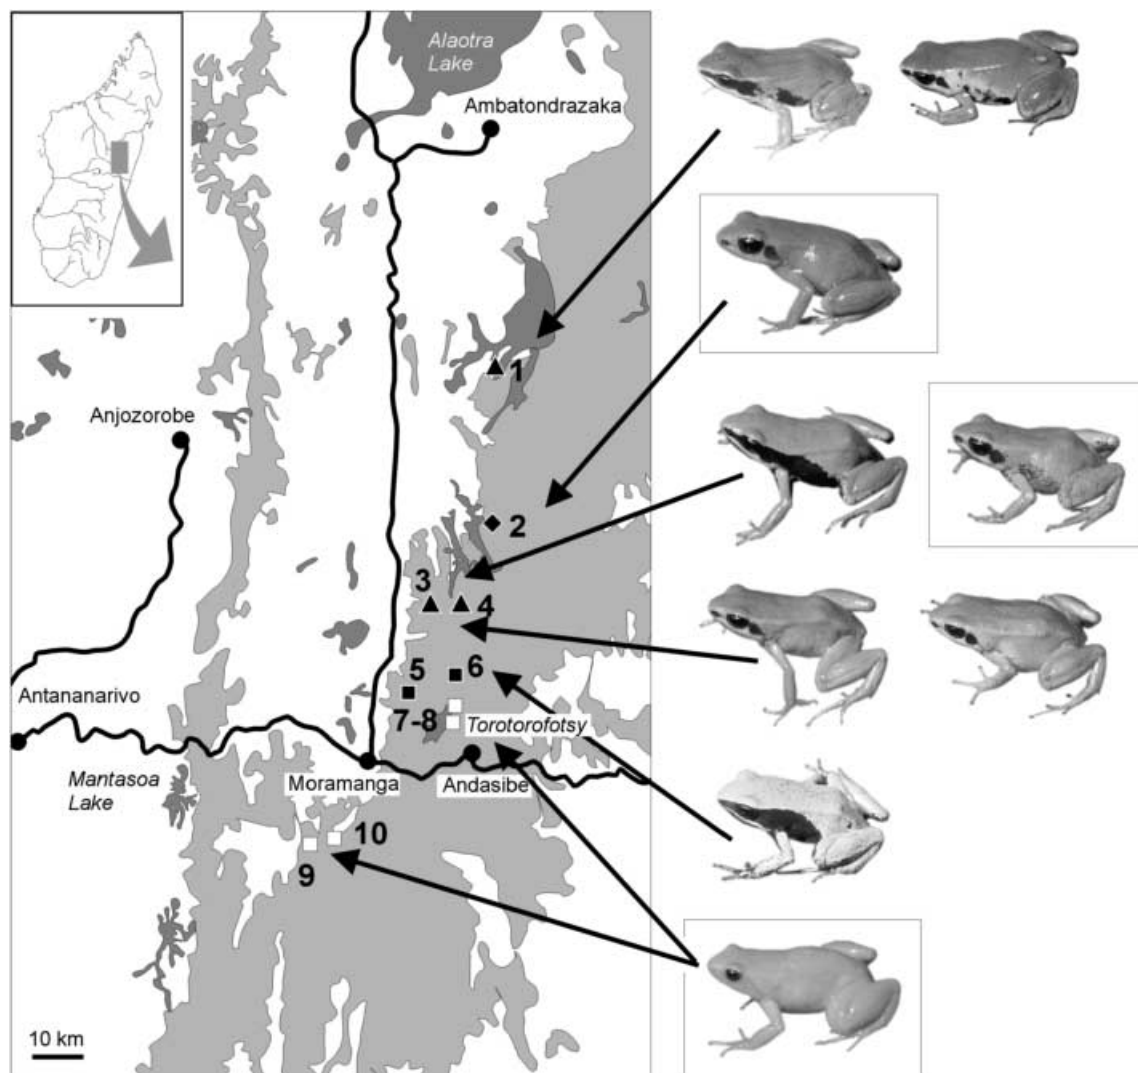 Alaotra
Lake
Ambatondrazaka
1
Anjozorobe
2
3
4
5
6
Antananarivo
7-8
Torotorofotsy
Mantasoa
Lake
Moramanga
Andasibe
10
9
10 km